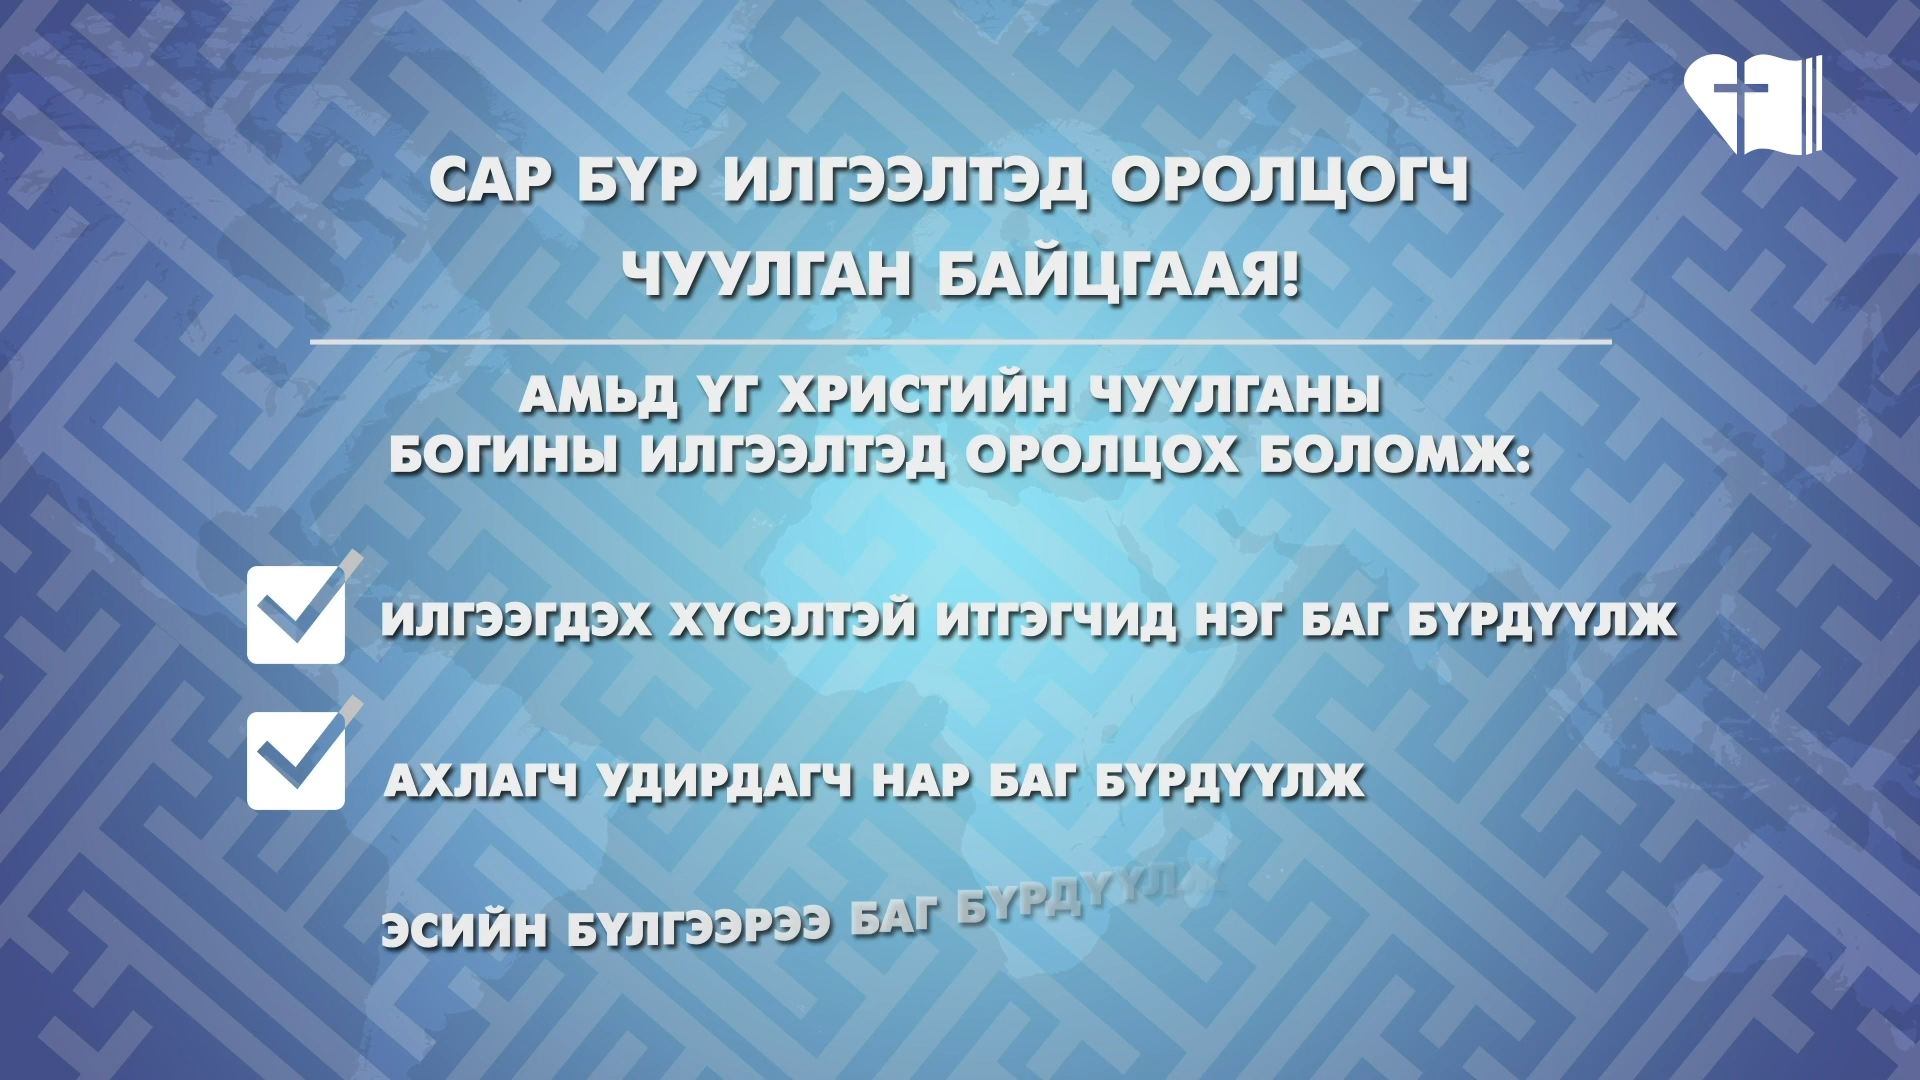 САР БҮР ИЛГЭЭЛТЭД ОРОЛЦОГЧ
ЧУУЛГАН БАЙЦГААЯ!
АМЬД ҮГ ХРИСТИЙН ЧУУЛГАНЫ
БОГИНЫ ИЛГЭЭЛТЭД ОРОЛЦОХ БОЛОМЖ:
ИЛГЭЭГДЭХ ХҮСЭЛТЭЙ ИТГЭГЧИД НЭГ БАГ БҮРДҮҮЛЖ
АХЛАГЧ УДИРДАГЧ НАР БАГ БҮРДҮҮЛЖ
ЭСИЙН БҮЛГЭЭРЭЭ БАГ БҮРДҮҮЛЖ